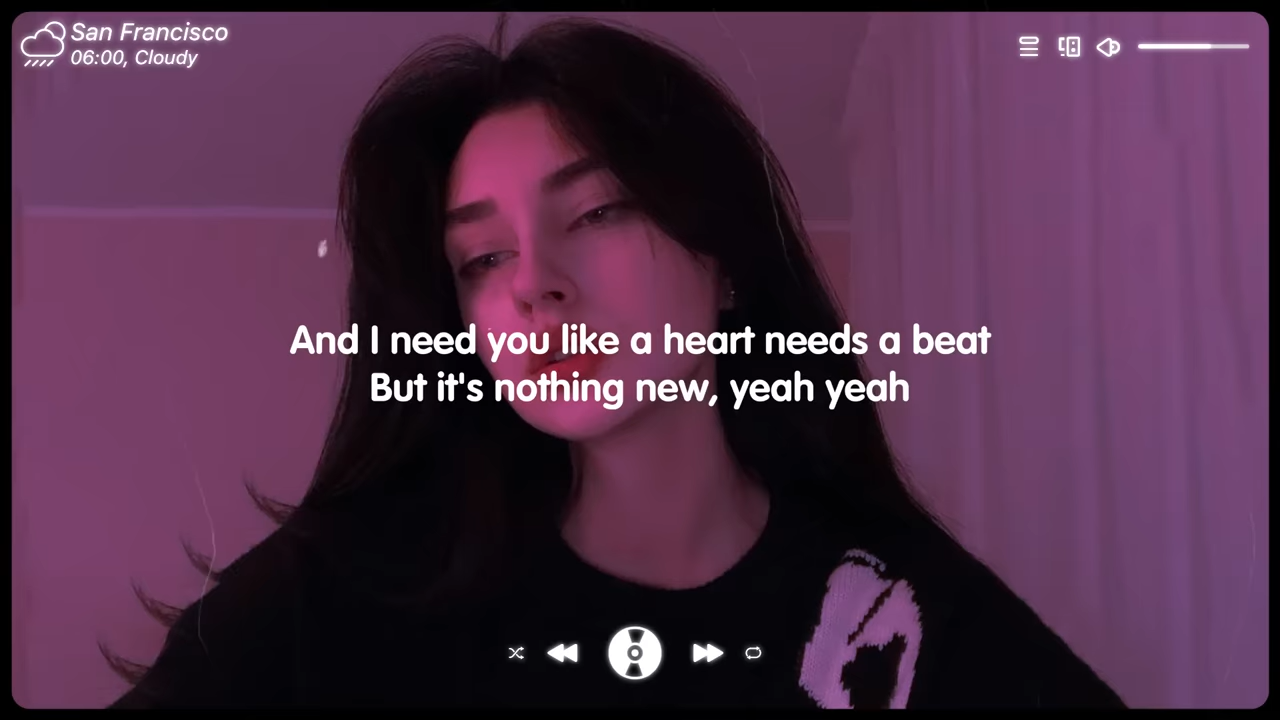 San Francisco
06:00, Cloudy
And I need you like a heart needs a beat
But it's nothing new, yeah yeah